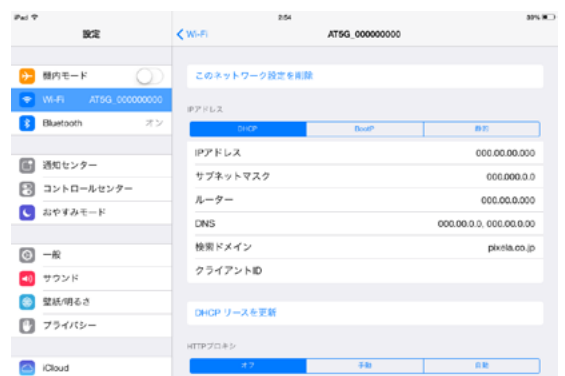 iPad
2:54
39%
設定
Wi-Fi
AT5G_000000000
機内モード
Wi-Fi AT5G_000000000
Bluetooth オン
通知センター
コントロールセンター
おやすみモード
一般
サウンド
壁紙/明るさ
プライバシー
iCloud
このネットワーク設定を削除
IPアドレス
DHCP BootP 静的
IPアドレス 000.00.00.000
サブネットマスク 000.000.0.0
ルーター 000.00.0.000
DNS 000.00.0.0, 000.00.0.00
検索ドメイン pixela.co.jp
クライアントID
DHCP リースを更新
HTTPプロキシ
オフ 手動 自動